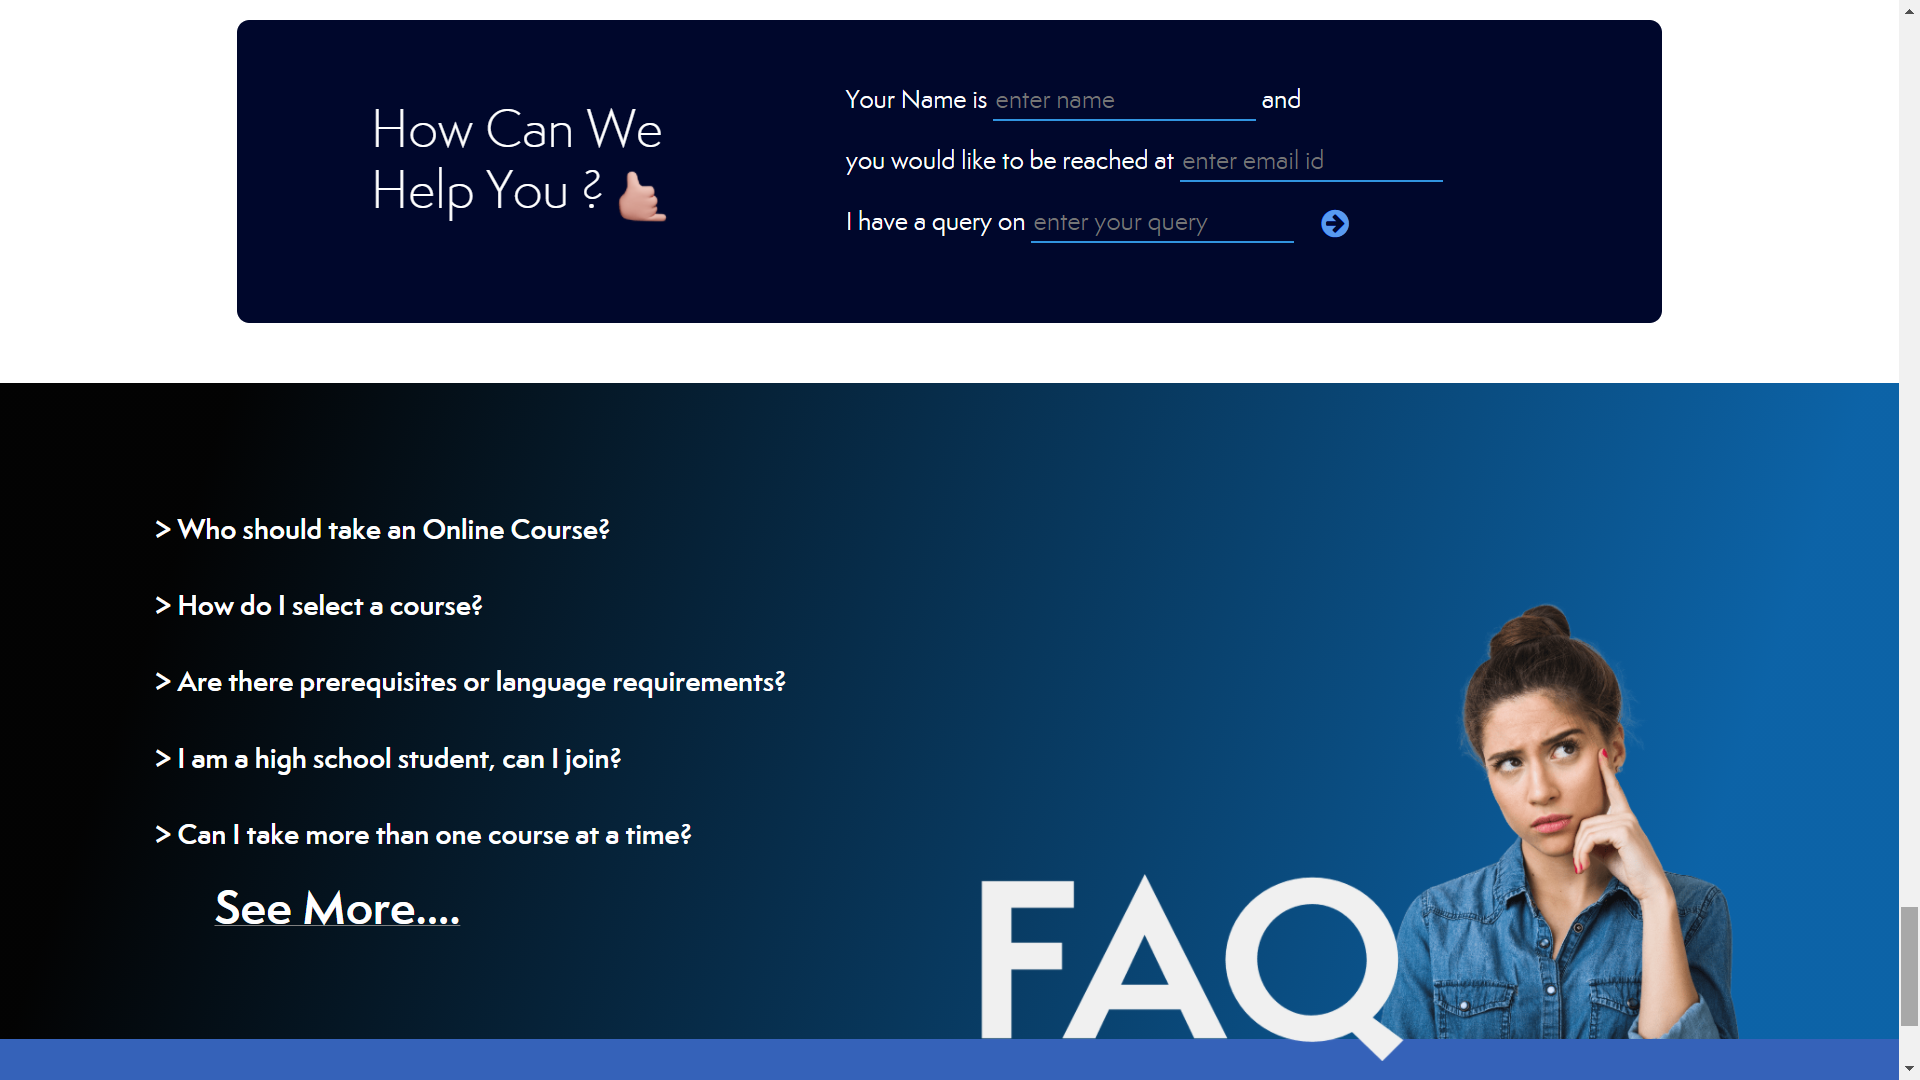 How Can We
Help You ?
Your Name is enter name and
you would like to be reached at enter email id
I have a query on enter your query
> Who should take an Online Course?
> How do I select a course?
> Are there prerequisites or language requirements?
> I am a high school student, can I join?
> Can I take more than one course at a time?
See More....
FAQ